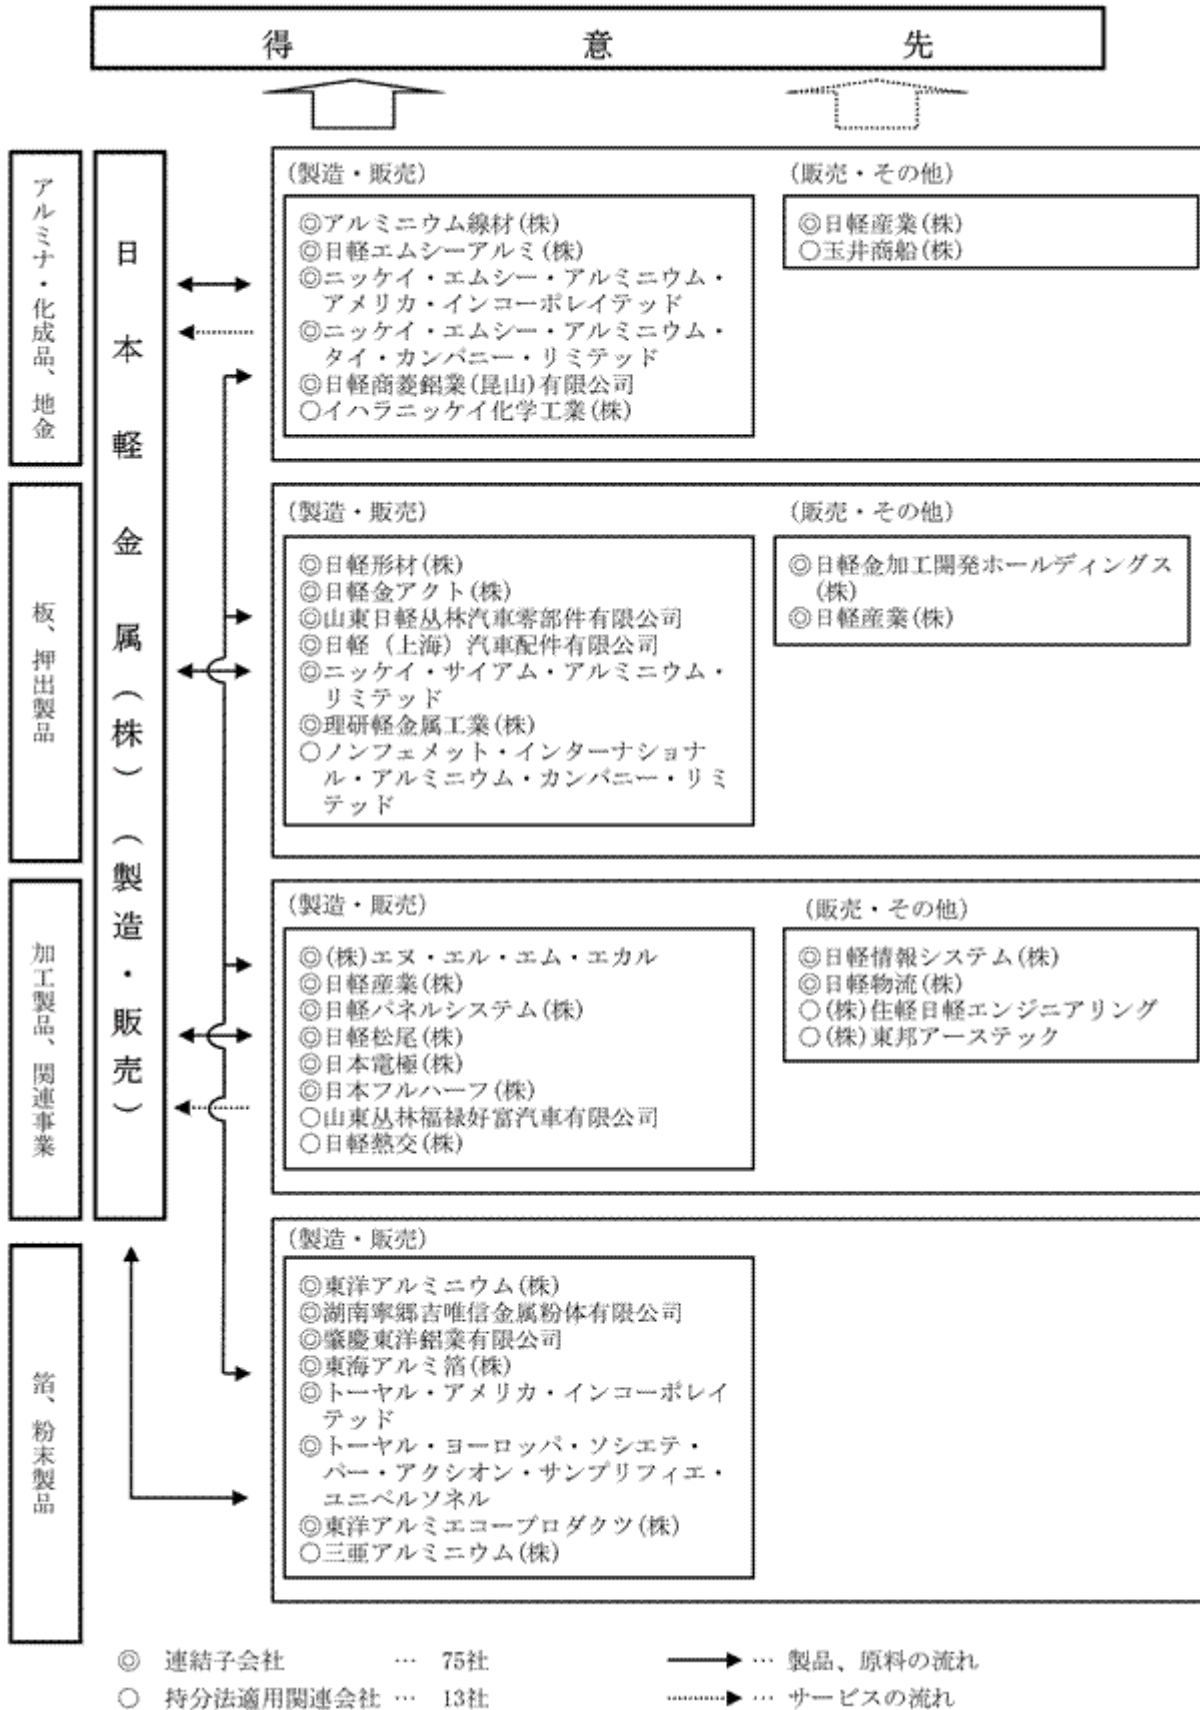 得意先
アルミナ・化成品、地金
日本軽金属(株)(製造・販売)
(製造・販売)
◎アルミニウム線材(株)
◎日軽エムシーアルミ(株)
◎ニッケイ・エムシー・アルミニウム・
アメリカ・インコーポレイテッド
◎ニッケイ・エムシー・アルミニウム・
タイ・カンパニー・リミテッド
◎日軽商菱鋁業(昆山)有限公司
○イハラニッケイ化学工業(株)
(販売・その他)
◎日軽産業(株)
○玉井商船(株)
板、押出製品
(製造・販売)
◎日軽形材(株)
◎日軽金アクト(株)
◎山東日軽丛林汽車零部件有限公司
◎日軽(上海)汽車配件有限公司
◎ニッケイ・サイアム・アルミニウム・
リミテッド
◎理研軽金属工業(株)
○ノンフェメット・インターナショナ
ル・アルミニウム・カンパニー・リミ
テッド
(販売・その他)
◎日軽金加工開発ホールディングス
(株)
◎日軽産業(株)
加工製品、関連事業
(製造・販売)
◎(株)エヌ・エル・エム・エカル
◎日軽産業(株)
◎日軽パネルシステム(株)
◎日軽松尾(株)
◎日本電極(株)
◎日本フルハーフ(株)
○山東丛林福禄好富汽車有限公司
○日軽熱交(株)
(販売・その他)
◎日軽情報システム(株)
◎日軽物流(株)
○(株)住軽日軽エンジニアリング
○(株)東邦アーステック
箔、粉末製品
(製造・販売)
◎東洋アルミニウム(株)
◎湖南寧郷吉唯信金属粉体有限公司
◎肇慶東洋鋁業有限公司
◎東海アルミ箔(株)
◎トーヤル・アメリカ・インコーポレイ
テッド
◎トーヤル・ヨーロッパ・ソシエテ・
パー・アクシオン・サンプリフィエ・
ユニペルソネル
◎東洋アルミエコープロダクツ(株)
○三亜アルミニウム(株)
◎ 連結子会社 … 75社
○ 持分法適用関連会社 … 13社
… 製品、原料の流れ
… サービスの流れ